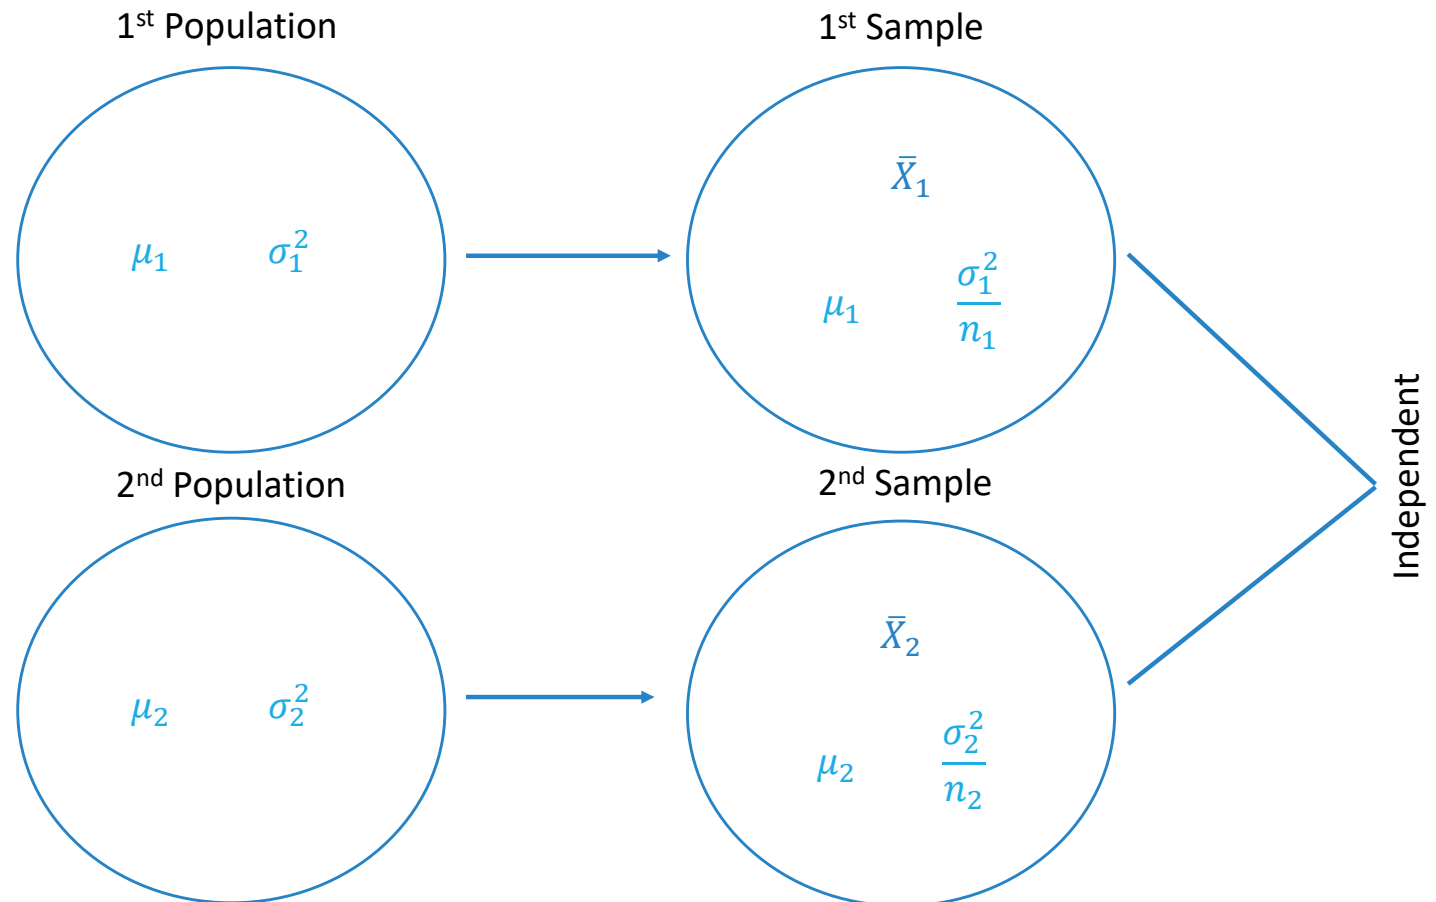 1st Population
1st Sample
X̄₁
μ₁ σ₁²
μ₁ σ₁²/n₁
Independent
2nd Population
2nd Sample
X̄₂
μ₂ σ₂²
μ₂ σ₂²/n₂